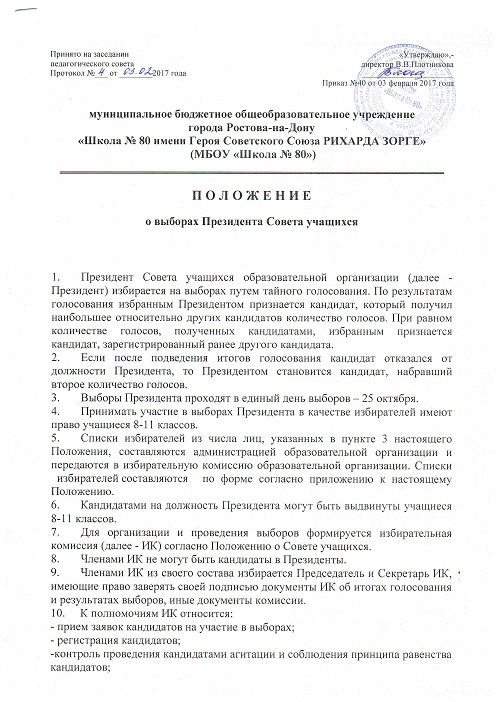 Принято на заседании
педагогического совета
Протокол № 4 от 03.02 2017 года
«Утверждаю»,
директор В.В.Плотникова
Приказ №40 от 03 февраля 2017 года
муниципальное бюджетное общеобразовательное учреждение
города Ростова-на-Дону
«Школа № 80 имени Героя Советского Союза РИХАРДА ЗОРГЕ»
(МБОУ «Школа № 80»)
П О Л О Ж Е Н И Е
о выборах Президента Совета учащихся
1. Президент Совета учащихся образовательной организации (далее -
Президент) избирается на выборах путем тайного голосования. По результатам
голосования избранным Президентом признается кандидат, который получил
наибольшее относительно других кандидатов количество голосов. При равном
количестве голосов, полученных кандидатами, избранным признается
кандидат, зарегистрированный ранее другого кандидата.
2. Если после подведения итогов голосования кандидат отказался от
должности Президента, то Президентом становится кандидат, набравший
второе количество голосов.
3. Выборы Президента проходят в единый день выборов – 25 октября.
4. Принимать участие в выборах Президента в качестве избирателей имеют
право учащиеся 8-11 классов.
5. Списки избирателей из числа лиц, указанных в пункте 3 настоящего
Положения, составляются администрацией образовательной организации и
передаются в избирательную комиссию образовательной организации. Списки
избирателей составляются по форме согласно приложению к настоящему
Положению.
6. Кандидатами на должность Президента могут быть выдвинуты учащиеся
8-11 классов.
7. Для организации и проведения выборов формируется избирательная
комиссия (далее - ИК) согласно Положению о Совете учащихся.
8. Членами ИК не могут быть кандидаты в Президенты.
9. Членами ИК из своего состава избирается Председатель и Секретарь ИК,
имеющие право заверять своей подписью документы ИК об итогах голосования
и результатах выборов, иные документы комиссии.
10. К полномочиям ИК относится:
- прием заявок кандидатов на участие в выборах;
- регистрация кандидатов;
-контроль проведения кандидатами агитации и соблюдения принципа равенства
кандидатов;